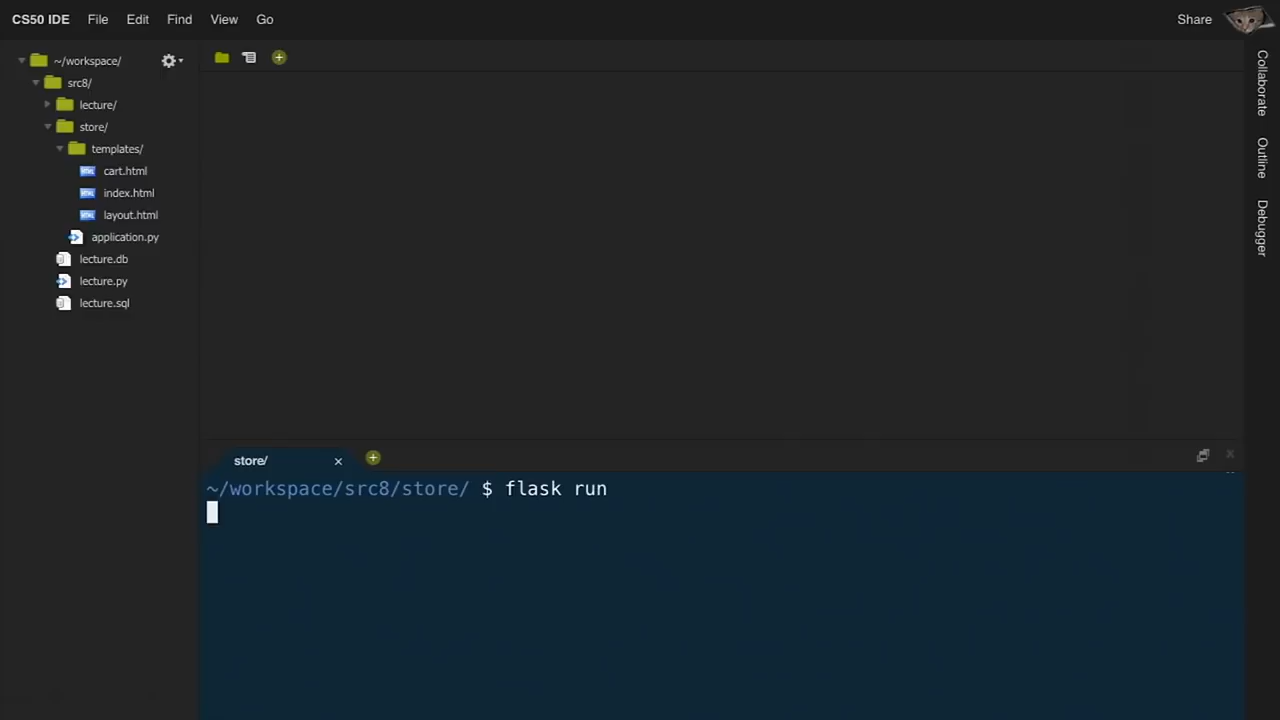 CS50 IDE File Edit Find View Go Share
~/workspace/
src8/
lecture/
store/
templates/
cart.html
index.html
layout.html
application.py
lecture.db
lecture.py
lecture.sql
Collaborate
Outline
Debugger
store/
~/workspace/src8/store/ $ flask run